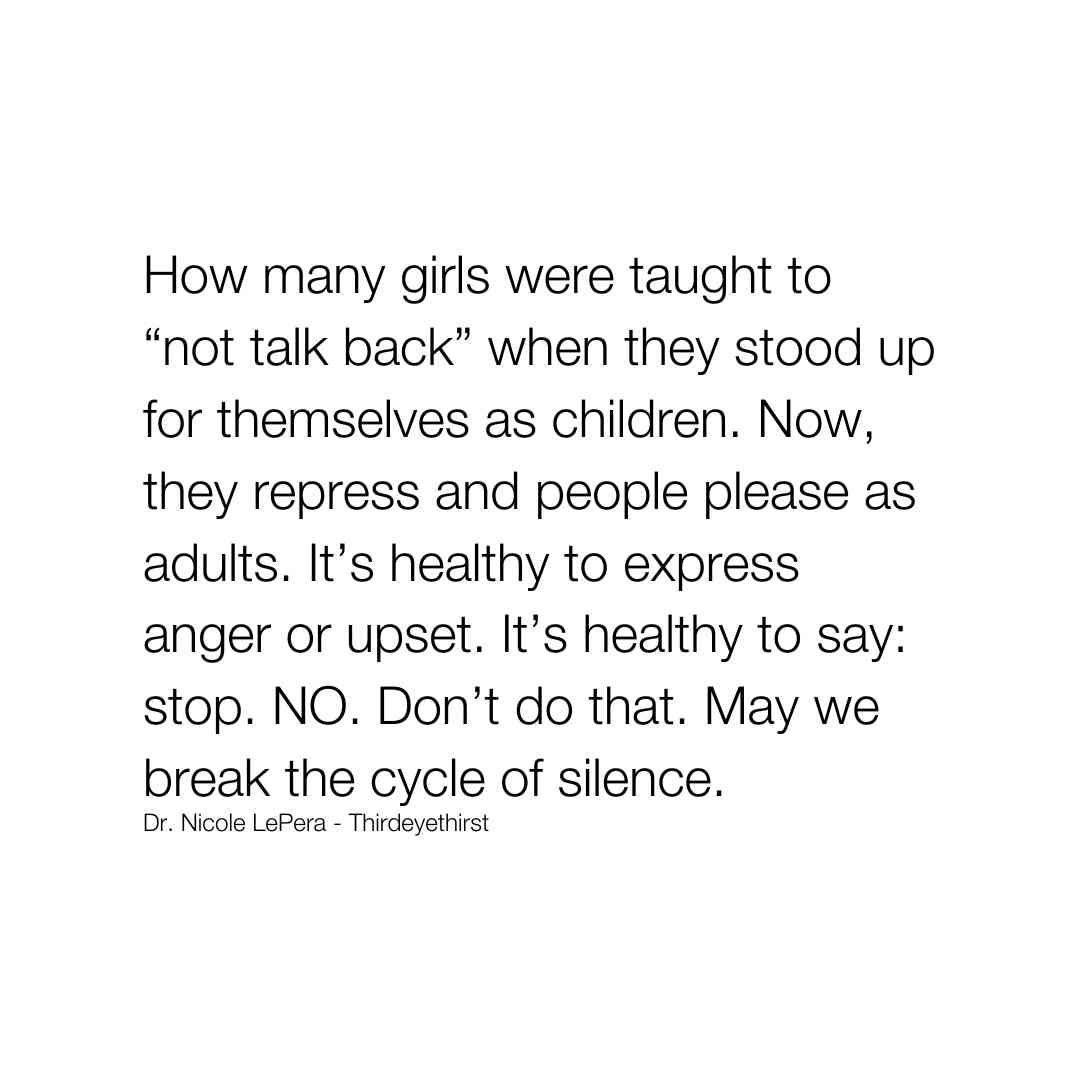 How many girls were taught to
“not talk back” when they stood up
for themselves as children. Now,
they repress and people please as
adults. It’s healthy to express
anger or upset. It’s healthy to say:
stop. NO. Don’t do that. May we
break the cycle of silence.
Dr. Nicole LePera - Thirdeyethirst